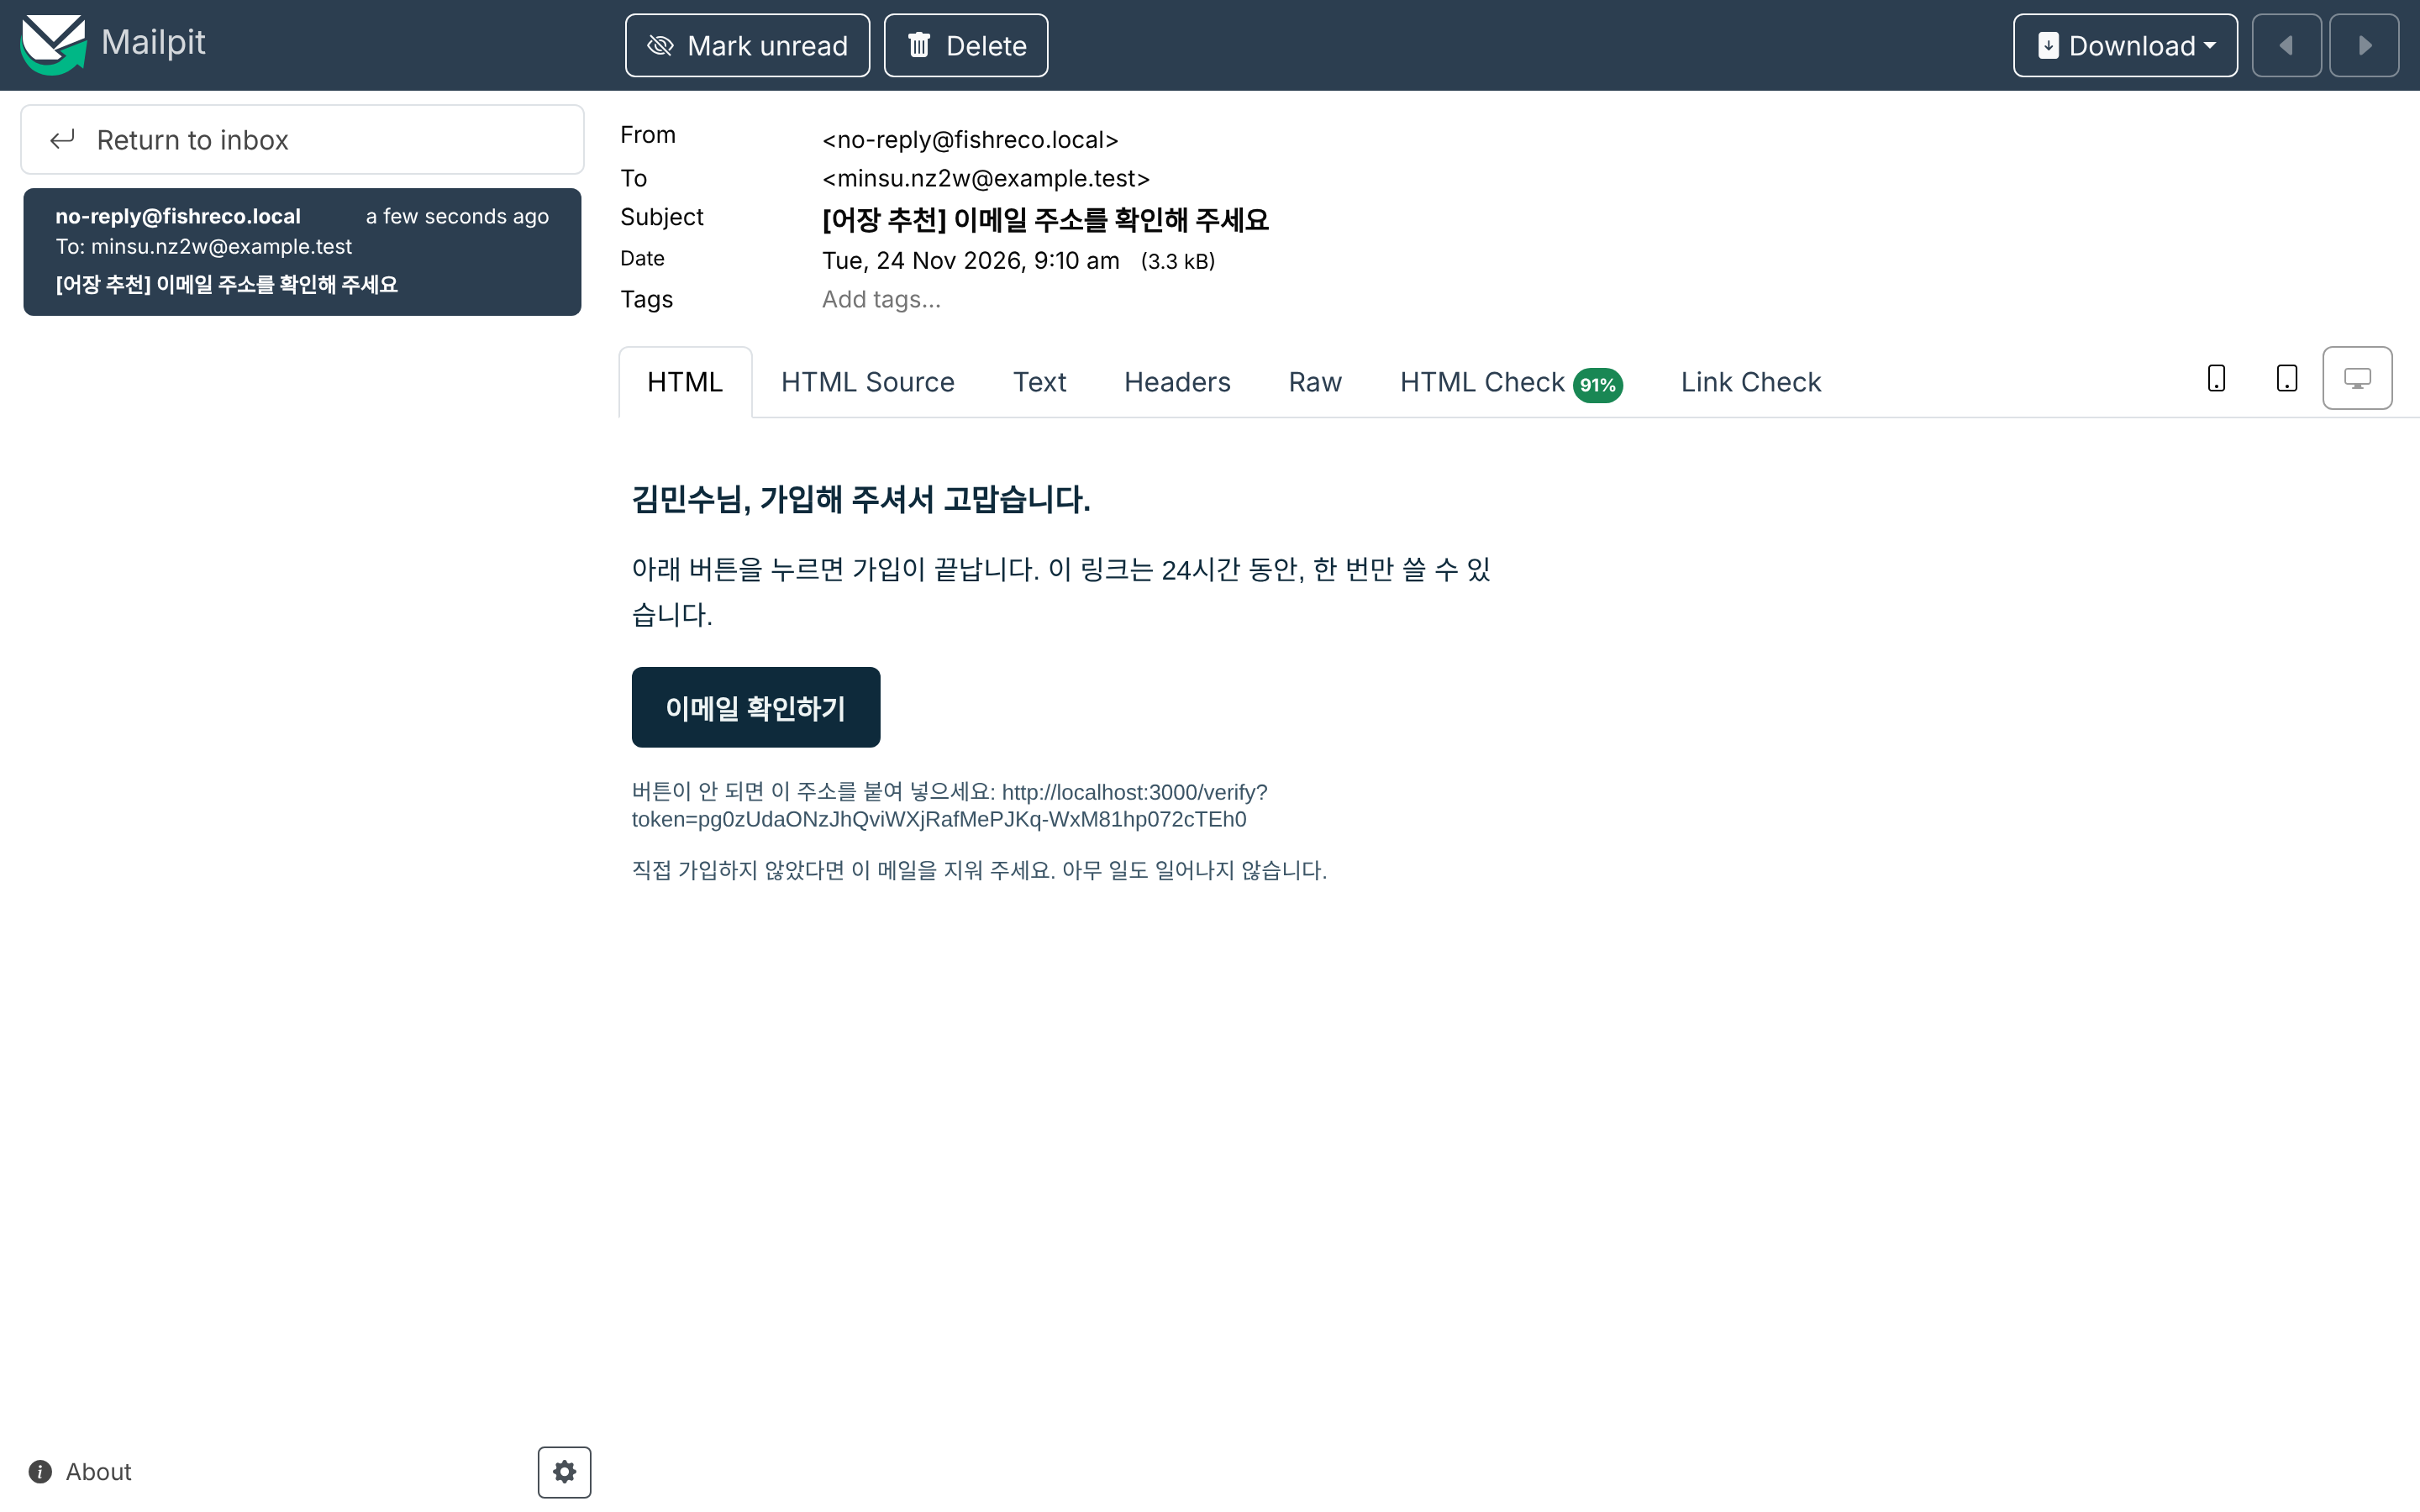 Mailpit
Mark unread
Delete
Download
Return to inbox
no-reply@fishreco.local
a few seconds ago
To: minsu.nz2w@example.test
[어장 추천] 이메일 주소를 확인해 주세요
From
<no-reply@fishreco.local>
To
<minsu.nz2w@example.test>
Subject
[어장 추천] 이메일 주소를 확인해 주세요
Date
Tue, 24 Nov 2026, 9:10 am (3.3 kB)
Tags
Add tags...
HTML
HTML Source
Text
Headers
Raw
HTML Check 91%
Link Check
김민수님, 가입해 주셔서 고맙습니다.
아래 버튼을 누르면 가입이 끝납니다. 이 링크는 24시간 동안, 한 번만 쓸 수 있
습니다.
이메일 확인하기
버튼이 안 되면 이 주소를 붙여 넣으세요: http://localhost:3000/verify?
token=pg0zUdaONzJhQviWXjRafMePJKq-WxM81hp072cTEh0
직접 가입하지 않았다면 이 메일을 지워 주세요. 아무 일도 일어나지 않습니다.
About